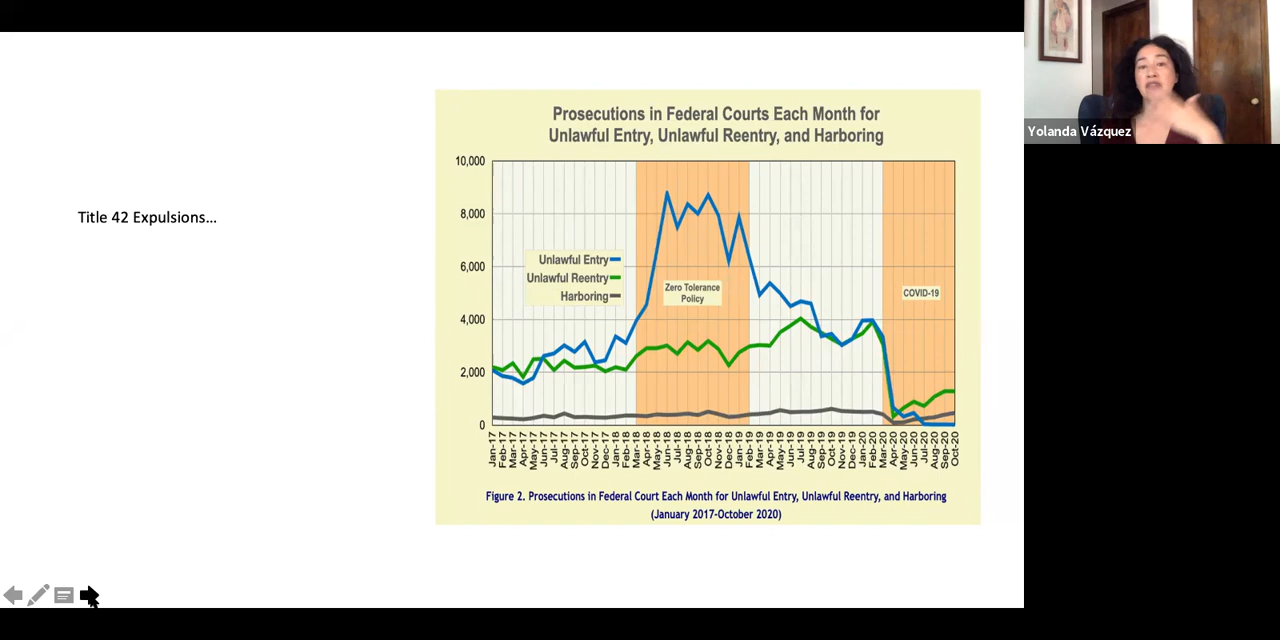 Title 42 Expulsions...
Prosecutions in Federal Courts Each Month for
Unlawful Entry, Unlawful Reentry, and Harboring
10,000
8,000
6,000
4,000
2,000
0
Unlawful Entry
Unlawful Reentry
Harboring
Zero Tolerance
Policy
COVID-19
Jan-17
Feb-17
Mar-17
Apr-17
May-17
Jun-17
Jul-17
Aug-17
Sep-17
Oct-17
Nov-17
Dec-17
Jan-18
Feb-18
Mar-18
Apr-18
May-18
Jun-18
Jul-18
Aug-18
Sep-18
Oct-18
Nov-18
Dec-18
Jan-19
Feb-19
Mar-19
Apr-19
May-19
Jun-19
Jul-19
Aug-19
Sep-19
Oct-19
Nov-19
Dec-19
Jan-20
Feb-20
Mar-20
Apr-20
May-20
Jun-20
Jul-20
Aug-20
Sep-20
Oct-20
Figure 2. Prosecutions in Federal Court Each Month for Unlawful Entry, Unlawful Reentry, and Harboring
(January 2017-October 2020)
Yolanda Vázquez